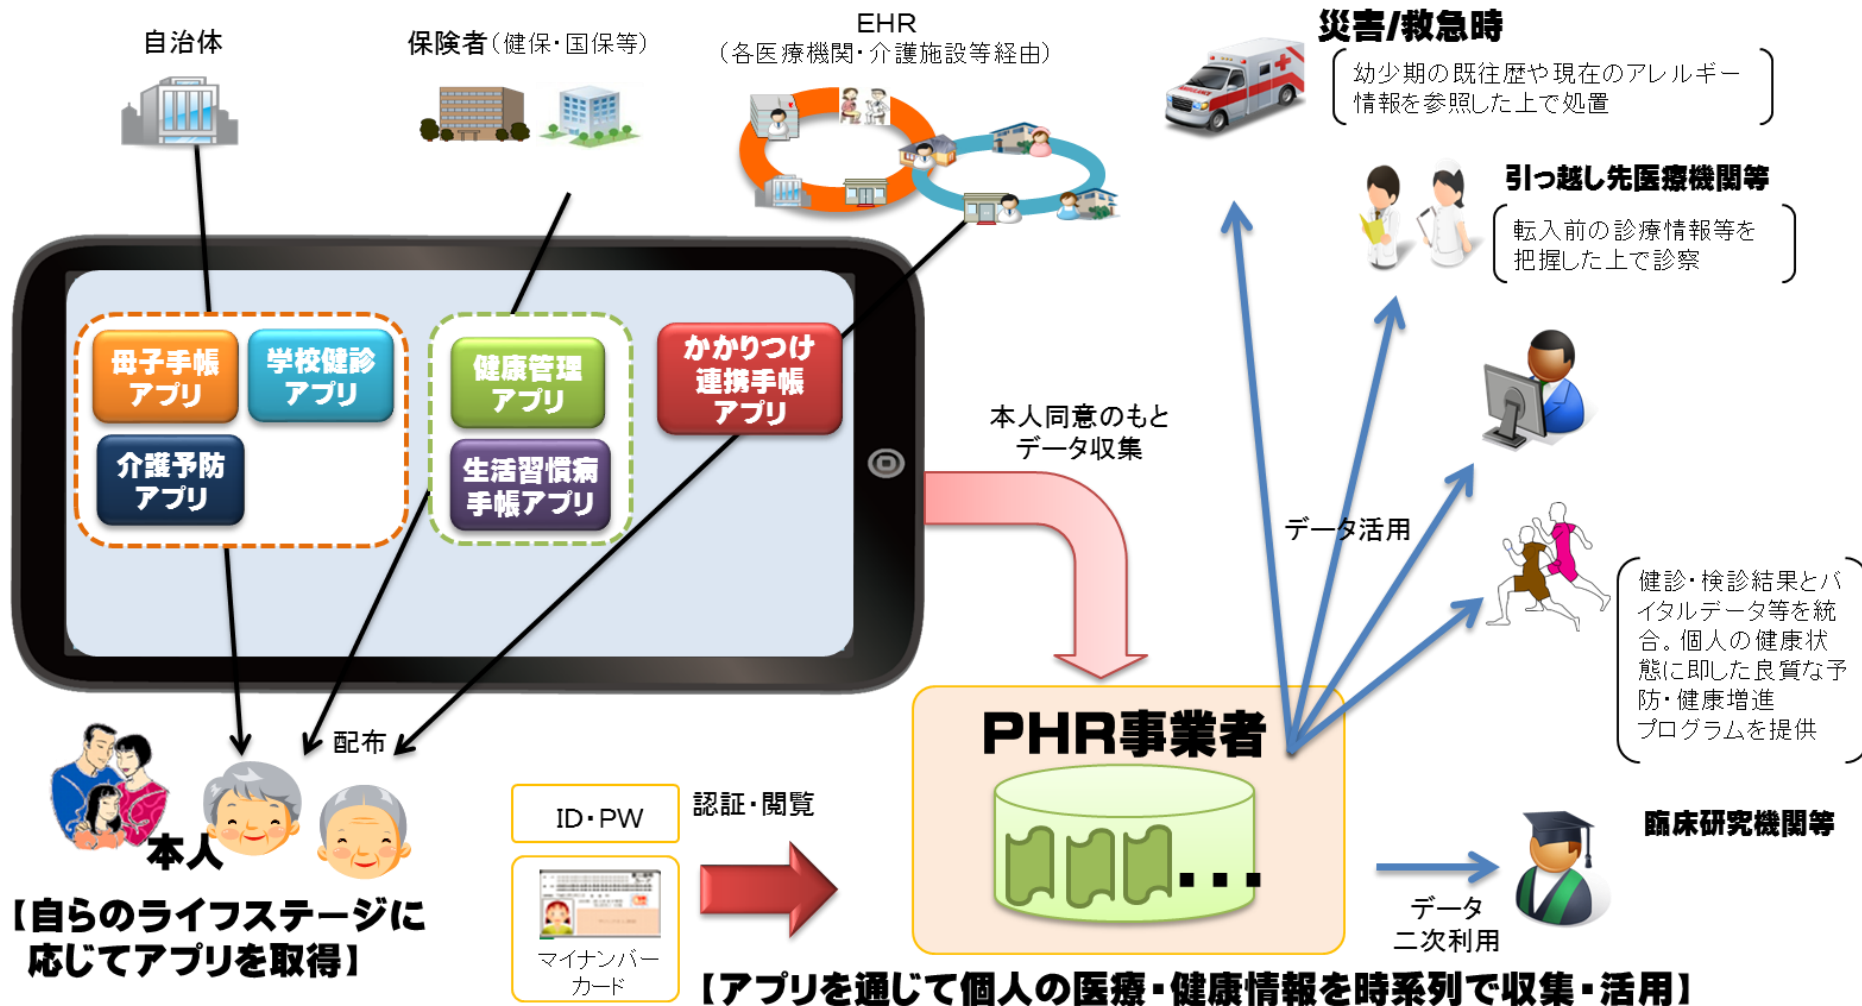 自治体
保険者(健保・国保等)
EHR
(各医療機関・介護施設等経由)
災害/救急時
幼少期の既往歴や現在のアレルギー
情報を参照した上で処置
引っ越し先医療機関等
転入前の診療情報等を
把握した上で診察
母子手帳
アプリ
学校健診
アプリ
介護予防
アプリ
健康管理
アプリ
生活習慣病
手帳アプリ
かかりつけ
連携手帳
アプリ
本人同意のもと
データ収集
データ活用
健診・検診結果とバ
イタルデータ等を統
合。個人の健康状
態に即した良質な予
防・健康増進
プログラムを提供
配布
本人
【自らのライフステージに
応じてアプリを取得】
ID・PW
認証・閲覧
マイナンバー
カード
PHR事業者
...
データ
二次利用
臨床研究機関等
【アプリを通じて個人の医療・健康情報を時系列で収集・活用】